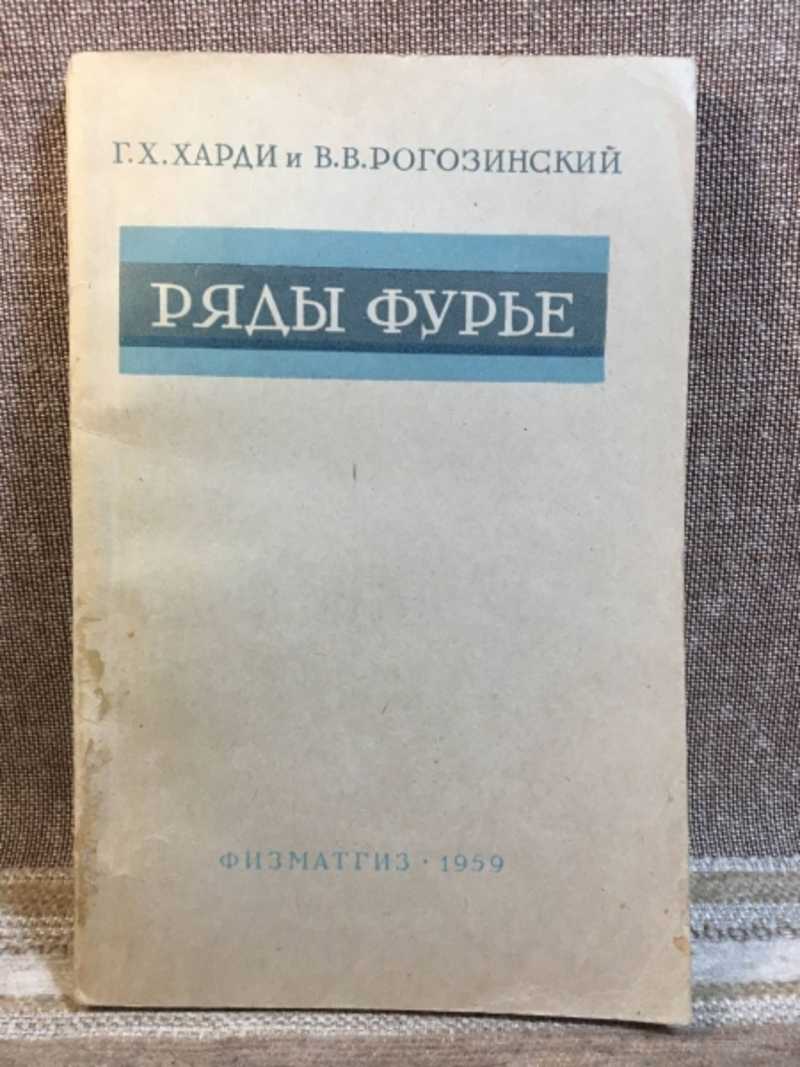 Г. Х. ХАРДИ и В. В. РОГОЗИНСКИЙ
РЯДЫ ФУРЬЕ
ФИЗМАТГИЗ · 1959